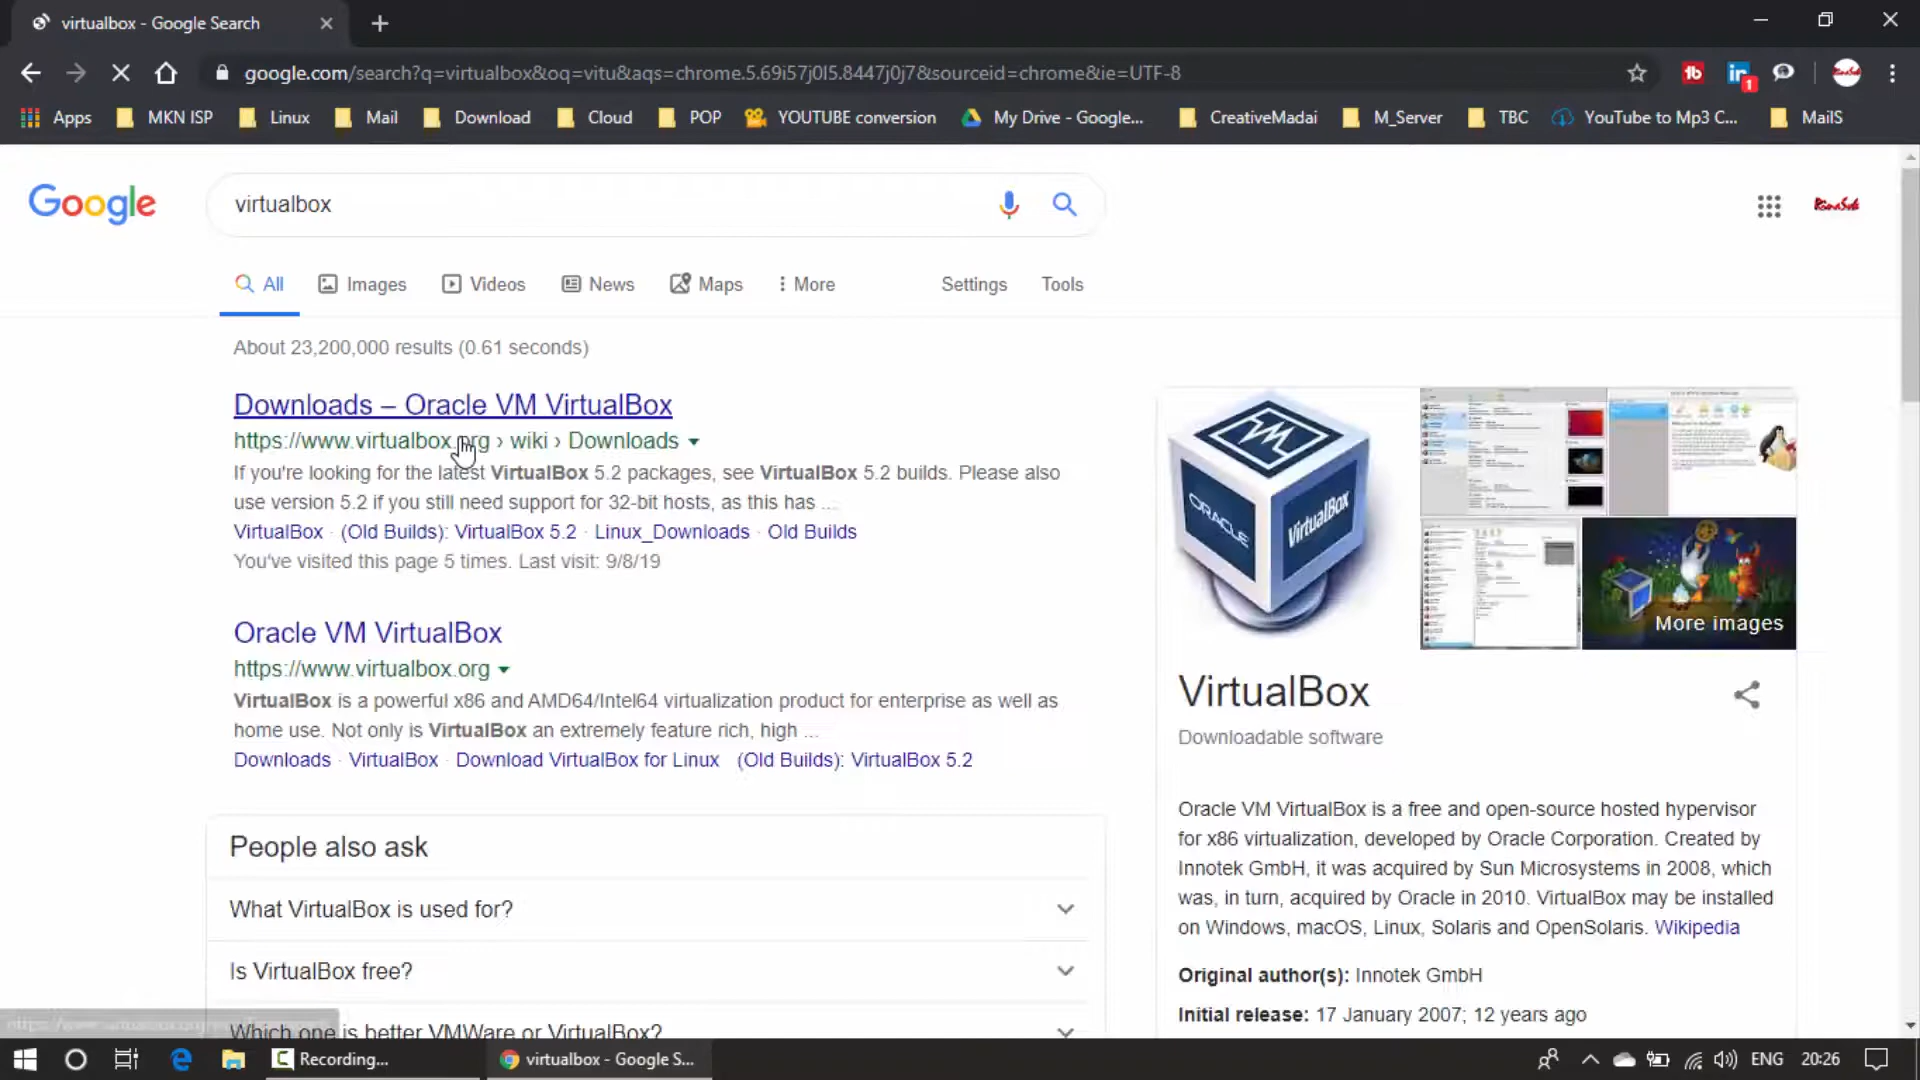 virtualbox - Google Search
google.com/search?q=virtualbox&oq=vitu&aqs=chrome.5.69i57j0l5.8447j0j7&sourceid=chrome&ie=UTF-8
1
Apps MKN ISP Linux Mail Download Cloud POP YOUTUBE conversion My Drive - Google... CreativeMadai M_Server TBC YouTube to Mp3 C... MailS
Google virtualbox
All Images Videos News Maps More Settings Tools
About 23,200,000 results (0.61 seconds)
Downloads – Oracle VM VirtualBox
https://www.virtualbox.org › wiki › Downloads
If you're looking for the latest VirtualBox 5.2 packages, see VirtualBox 5.2 builds. Please also
use version 5.2 if you still need support for 32-bit hosts, as this has ...
VirtualBox · (Old Builds): VirtualBox 5.2 · Linux_Downloads · Old Builds
You've visited this page 5 times. Last visit: 9/8/19
Oracle VM VirtualBox
https://www.virtualbox.org
VirtualBox is a powerful x86 and AMD64/Intel64 virtualization product for enterprise as well as
home use. Not only is VirtualBox an extremely feature rich, high ...
Downloads · VirtualBox · Download VirtualBox for Linux · (Old Builds): VirtualBox 5.2
People also ask
What VirtualBox is used for?
Is VirtualBox free?
Which one is better VMWare or VirtualBox?
ORACLE
VirtualBox
More images
VirtualBox
Downloadable software
Oracle VM VirtualBox is a free and open-source hosted hypervisor
for x86 virtualization, developed by Oracle Corporation. Created by
Innotek GmbH, it was acquired by Sun Microsystems in 2008, which
was, in turn, acquired by Oracle in 2010. VirtualBox may be installed
on Windows, macOS, Linux, Solaris and OpenSolaris. Wikipedia
Original author(s): Innotek GmbH
Initial release: 17 January 2007; 12 years ago
Recording... virtualbox - Google S... ENG 20:26